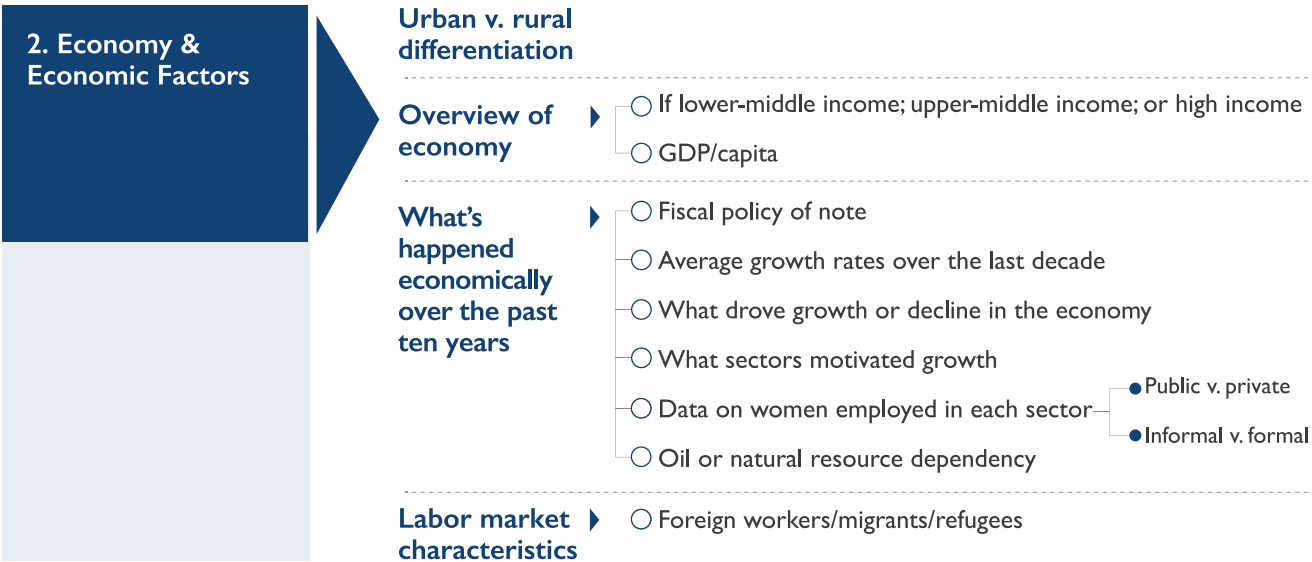 2. Economy &
Economic Factors
Urban v. rural
differentiation
Overview of
economy
If lower-middle income; upper-middle income; or high income
GDP/capita
What's
happened
economically
over the past
ten years
Fiscal policy of note
Average growth rates over the last decade
What drove growth or decline in the economy
What sectors motivated growth
Data on women employed in each sector
Public v. private
Informal v. formal
Oil or natural resource dependency
Labor market
characteristics
Foreign workers/migrants/refugees